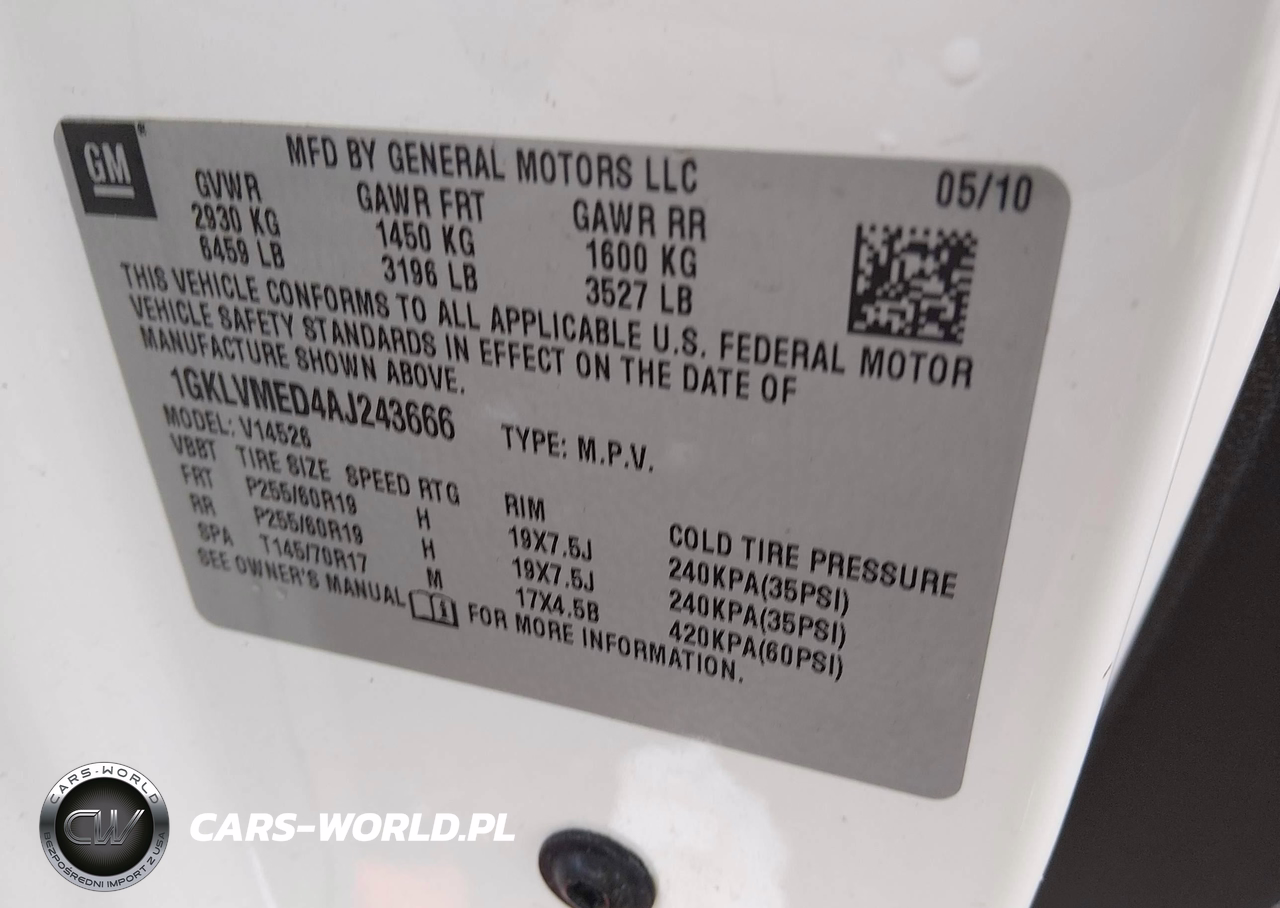 GM
MFD BY GENERAL MOTORS LLC 05/10
GVWR GAWR FRT GAWR RR
2930 KG 1450 KG 1600 KG
6459 LB 3196 LB 3527 LB
THIS VEHICLE CONFORMS TO ALL APPLICABLE U.S. FEDERAL MOTOR
VEHICLE SAFETY STANDARDS IN EFFECT ON THE DATE OF
MANUFACTURE SHOWN ABOVE.
1GKLVMED4AJ243666 TYPE: M.P.V.
MODEL: V14526
VBBT TIRE SIZE SPEED RTG RIM COLD TIRE PRESSURE
FRT P255/60R19 H 19X7.5J 240KPA(35PSI)
RR P255/60R19 H 19X7.5J 240KPA(35PSI)
SPA T145/70R17 M 17X4.5B 420KPA(60PSI)
SEE OWNER'S MANUAL FOR MORE INFORMATION.
CARS-WORLD
CW
BEZPOŚREDNI IMPORT Z USA
CARS-WORLD.PL